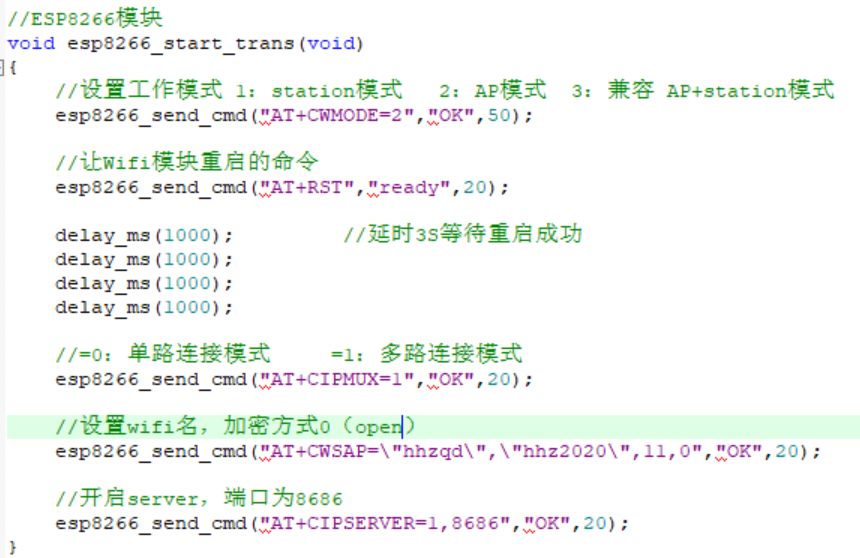 //ESP8266模块
void esp8266_start_trans(void)
{
    //设置工作模式 1: station模式   2: AP模式  3: 兼容 AP+station模式
    esp8266_send_cmd("AT+CWMODE=2","OK",50);
    //让Wifi模块重启的命令
    esp8266_send_cmd("AT+RST","ready",20);
    delay_ms(1000);         //延时3S等待重启成功
    delay_ms(1000);
    delay_ms(1000);
    delay_ms(1000);
    //=0: 单路连接模式     =1: 多路连接模式
    esp8266_send_cmd("AT+CIPMUX=1","OK",20);
    //设置wifi名，加密方式0（open）
    esp8266_send_cmd("AT+CWSAP=\"hhzqd\",\"hhz2020\",11,0","OK",20);
    //开启server，端口为8686
    esp8266_send_cmd("AT+CIPSERVER=1,8686","OK",20);
}